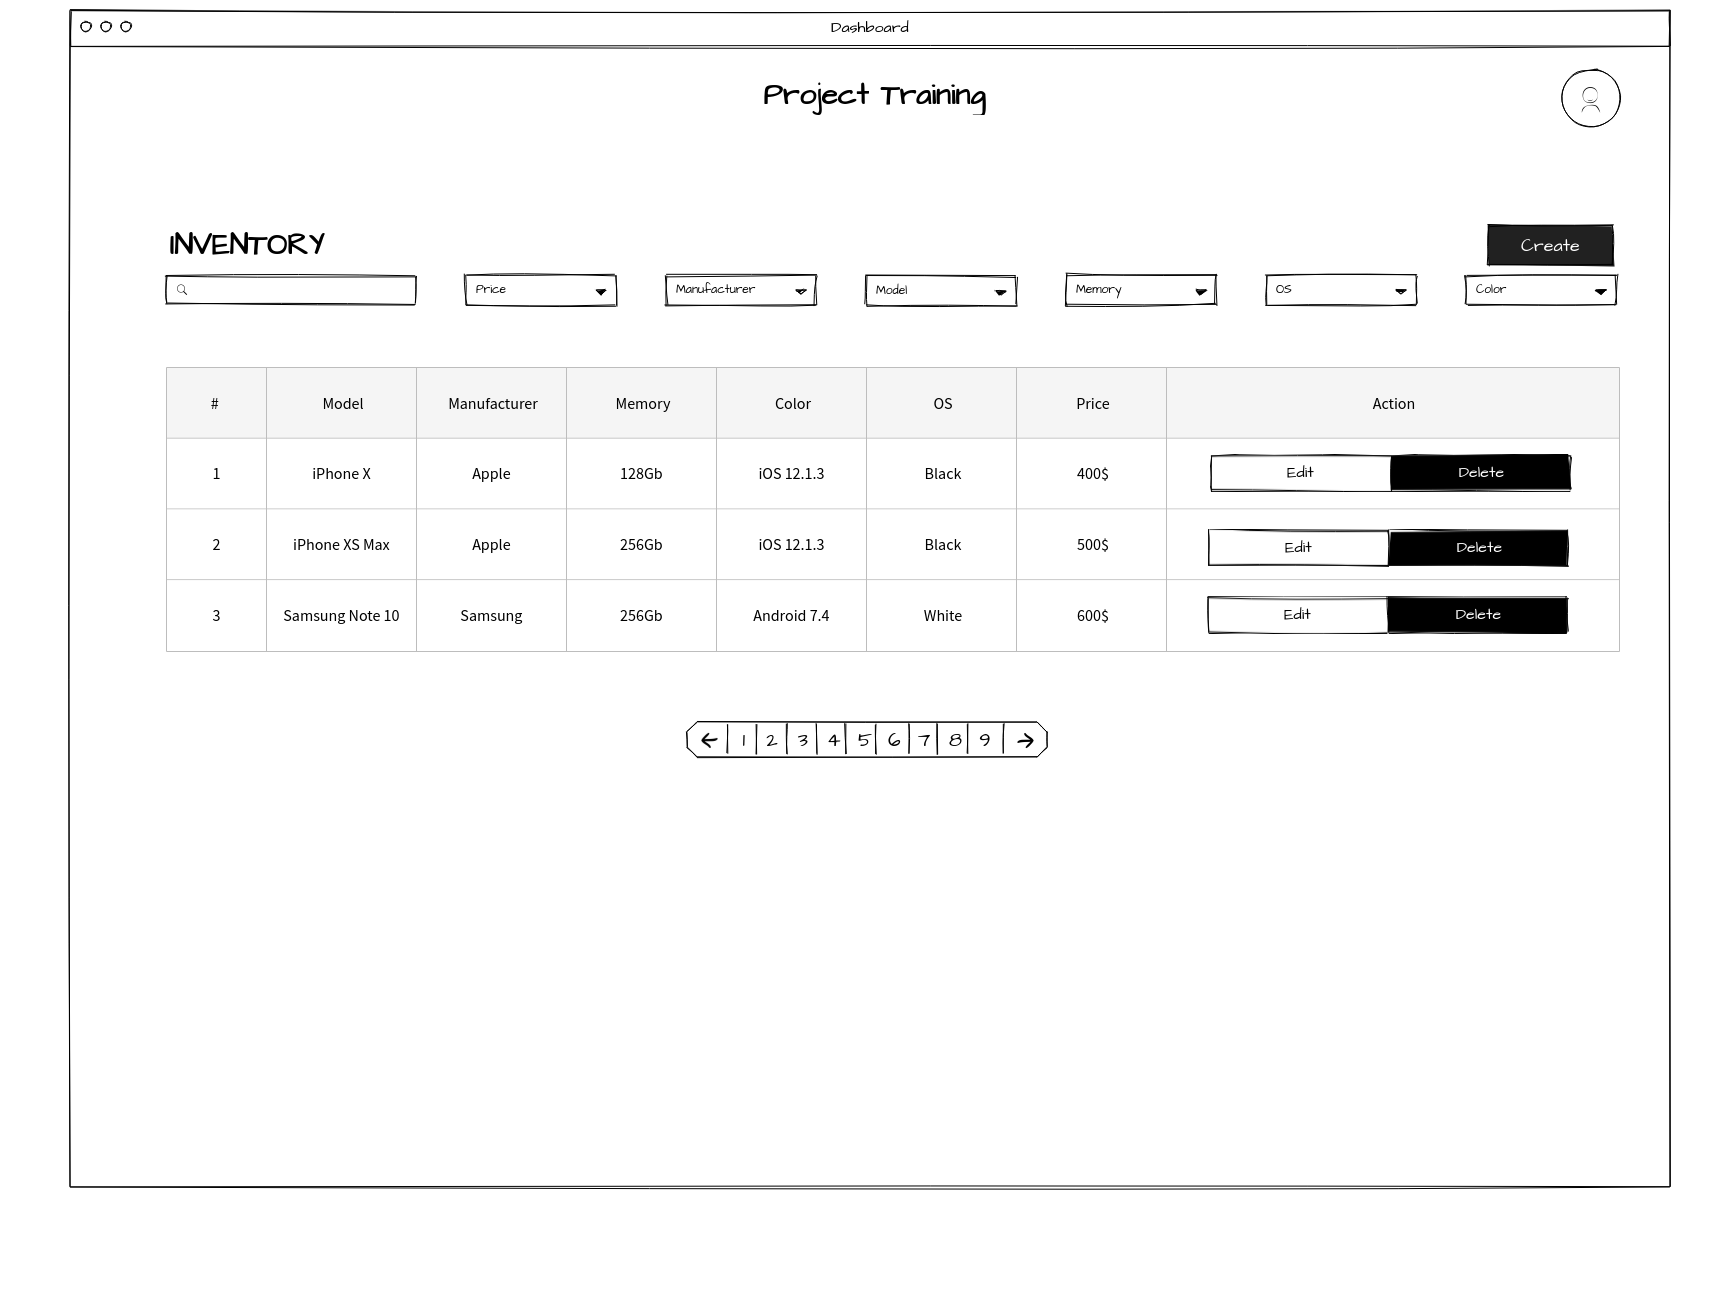 Dashboard
Project Training
INVENTORY
Create
Price Manufacturer Model Memory OS Color
# Model Manufacturer Memory Color OS Price Action
1 iPhone X Apple 128Gb iOS 12.1.3 Black 400$ Edit Delete
2 iPhone XS Max Apple 256Gb iOS 12.1.3 Black 500$ Edit Delete
3 Samsung Note 10 Samsung 256Gb Android 7.4 White 600$ Edit Delete
← 1 2 3 4 5 6 7 8 9 →